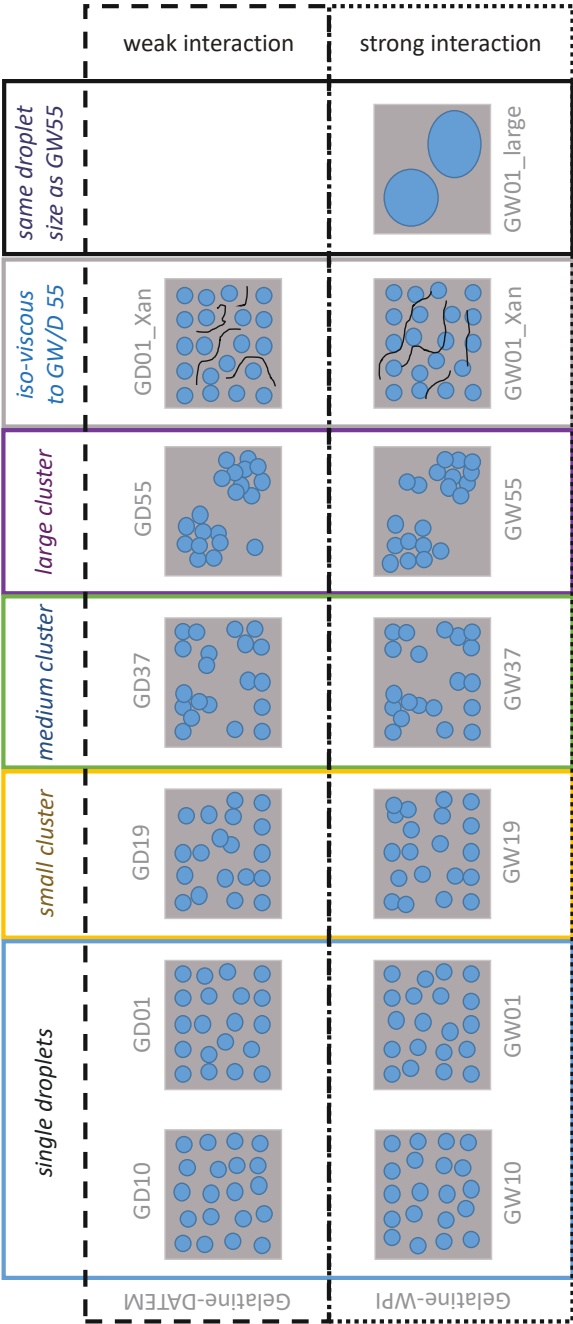 single droplets
small cluster
medium cluster
large cluster
iso-viscous
to GW/D 55
same droplet
size as GW55
Gelatine-DATEM
GD10
GD01
GD19
GD37
GD55
GD01_Xan
weak interaction
Gelatine-WPI
GW10
GW01
GW19
GW37
GW55
GW01_Xan
GW01_large
strong interaction